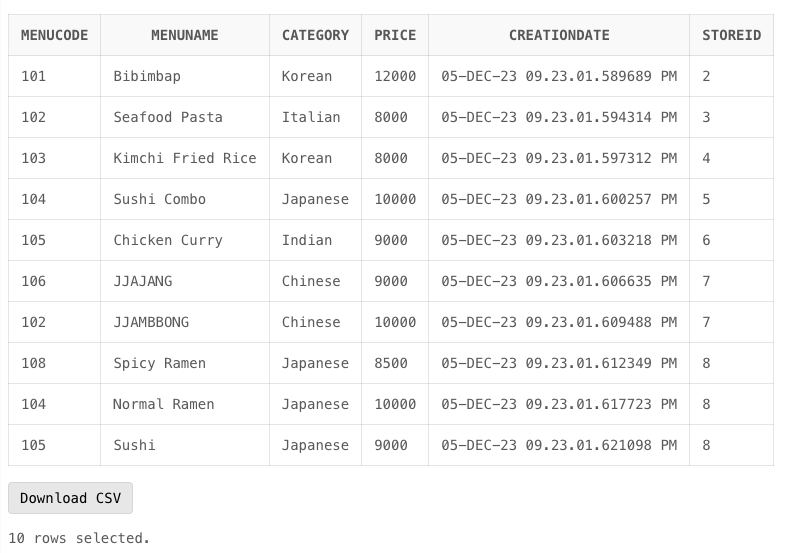 MENUCODE MENUNAME CATEGORY PRICE CREATIONDATE STOREID
101 Bibimbap Korean 12000 05-DEC-23 09.23.01.589689 PM 2
102 Seafood Pasta Italian 8000 05-DEC-23 09.23.01.594314 PM 3
103 Kimchi Fried Rice Korean 8000 05-DEC-23 09.23.01.597312 PM 4
104 Sushi Combo Japanese 10000 05-DEC-23 09.23.01.600257 PM 5
105 Chicken Curry Indian 9000 05-DEC-23 09.23.01.603218 PM 6
106 JJAJANG Chinese 9000 05-DEC-23 09.23.01.606635 PM 7
102 JJAMBBONG Chinese 10000 05-DEC-23 09.23.01.609488 PM 7
108 Spicy Ramen Japanese 8500 05-DEC-23 09.23.01.612349 PM 8
104 Normal Ramen Japanese 10000 05-DEC-23 09.23.01.617723 PM 8
105 Sushi Japanese 9000 05-DEC-23 09.23.01.621098 PM 8
Download CSV
10 rows selected.